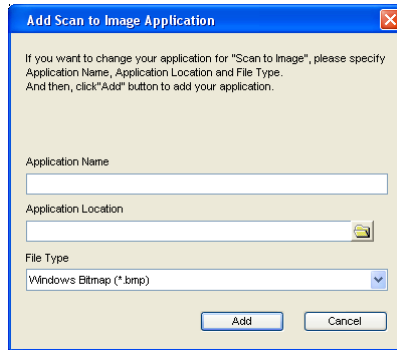 Add Scan to Image Application
If you want to change your application for "Scan to Image", please specify
Application Name, Application Location and File Type.
And then, click"Add" button to add your application.
Application Name
Application Location
File Type
Windows Bitmap (*.bmp)
Add Cancel